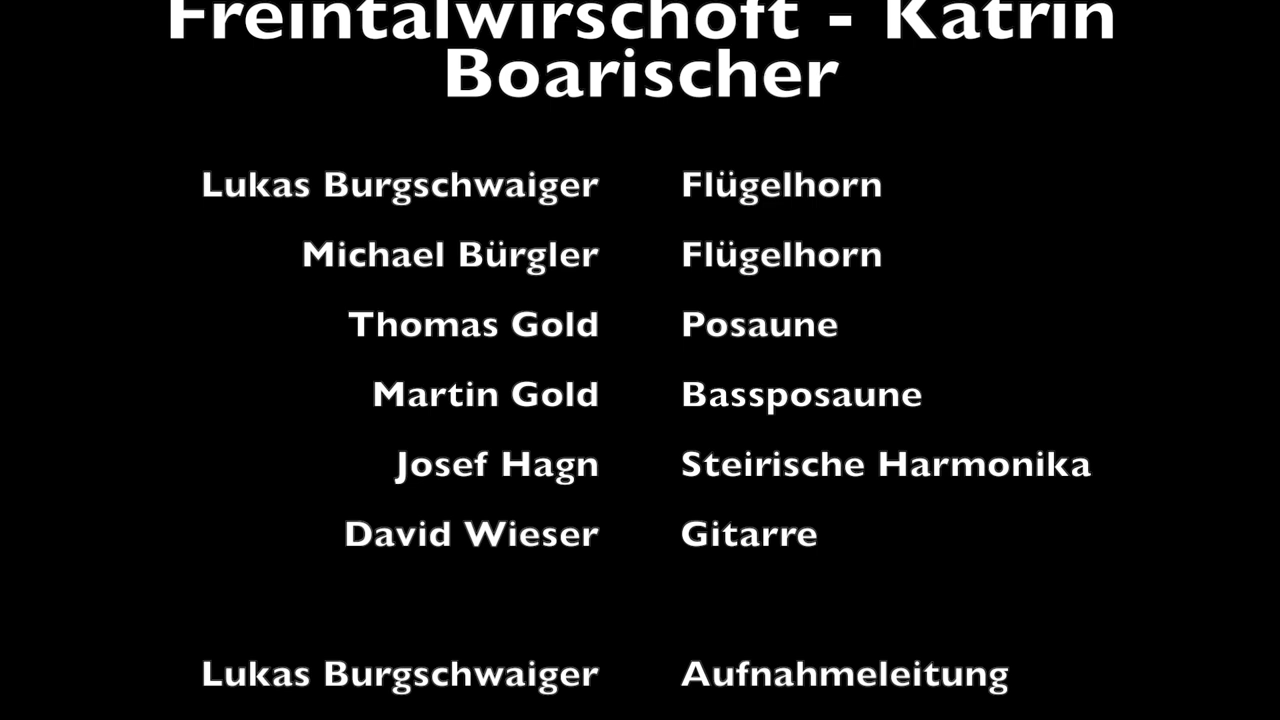 Freintalwirschoft - Katrin
Boarischer
Lukas Burgschwaiger Flügelhorn
Michael Bürgler Flügelhorn
Thomas Gold Posaune
Martin Gold Bassposaune
Josef Hagn Steirische Harmonika
David Wieser Gitarre
Lukas Burgschwaiger Aufnahmeleitung